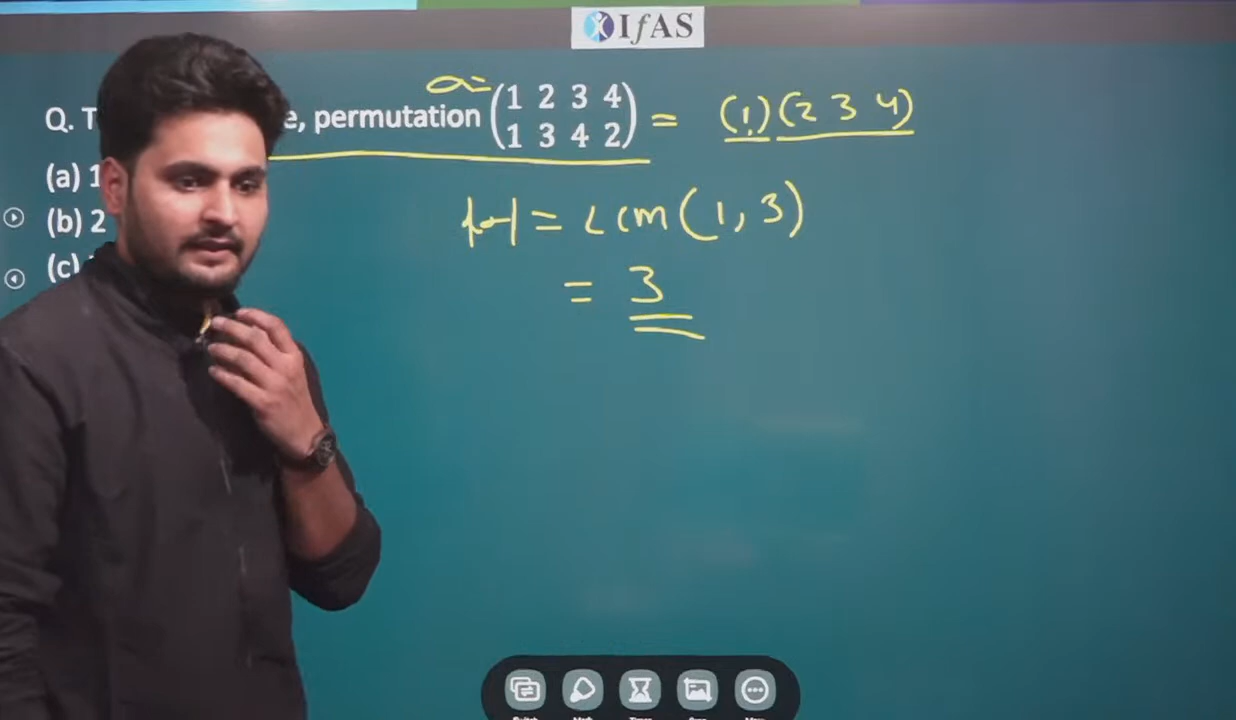 IfAS
Q. T e, permutation a= (1 2 3 4 / 1 3 4 2) = (1)(2 3 4)
(a) 1
(b) 2
(c)
|a| = LCM(1, 3)
= 3